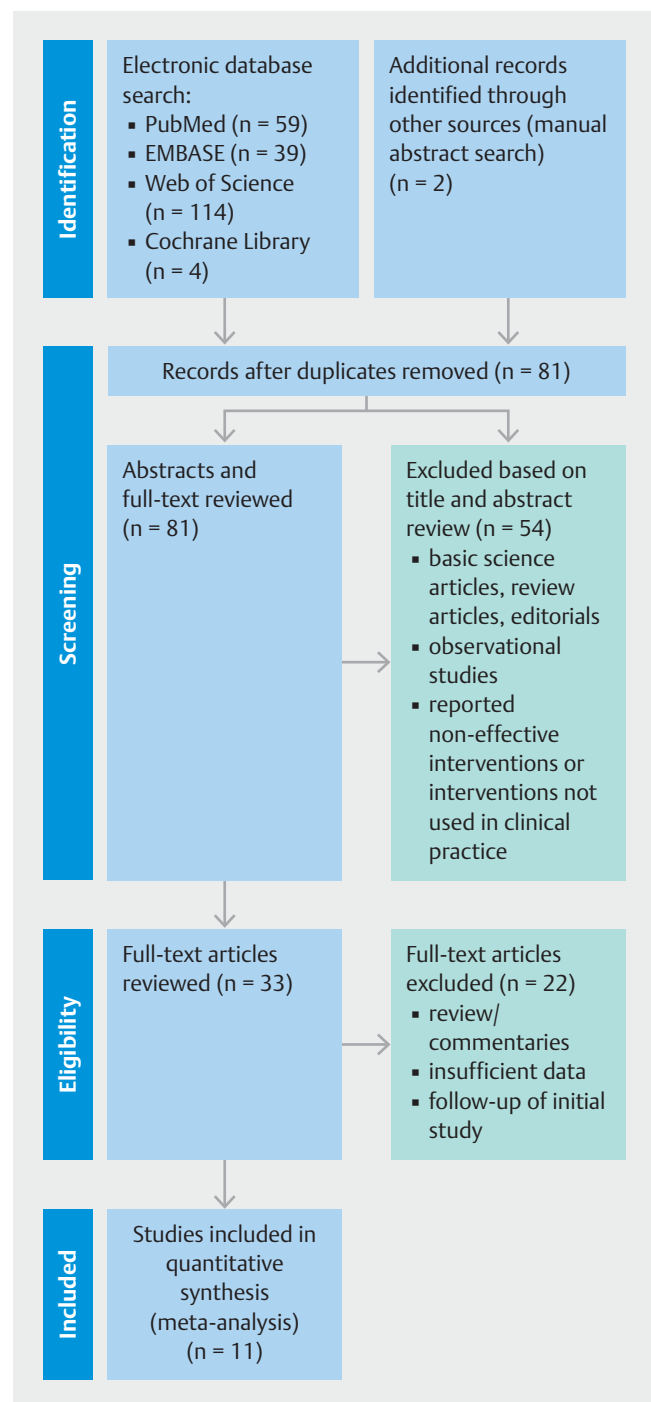 Identification
Electronic database
search:
▪ PubMed (n = 59)
▪ EMBASE (n = 39)
▪ Web of Science
(n = 114)
▪ Cochrane Library
(n = 4)
Additional records
identified through
other sources (manual
abstract search)
(n = 2)
Screening
Records after duplicates removed (n = 81)
Abstracts and
full-text reviewed
(n = 81)
Excluded based on
title and abstract
review (n = 54)
▪ basic science
articles, review
articles, editorials
▪ observational
studies
▪ reported
non-effective
interventions or
interventions not
used in clinical
practice
Eligibility
Full-text articles
reviewed (n = 33)
Full-text articles
excluded (n = 22)
▪ review/
commentaries
▪ insufficient data
▪ follow-up of initial
study
Included
Studies included in
quantitative
synthesis
(meta-analysis)
(n = 11)